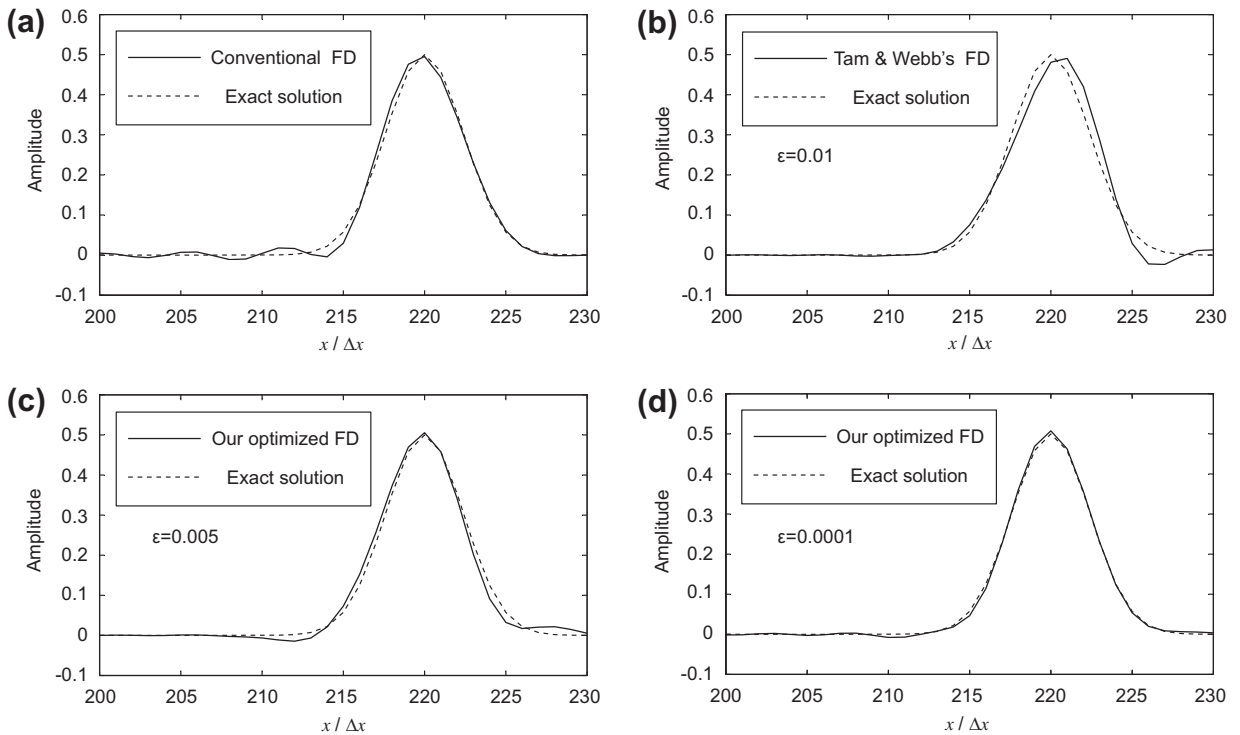 (a)
0.6
0.5
0.4
0.3
0.2
0.1
0
-0.1
Amplitude
Conventional FD
Exact solution
200 205 210 215 220 225 230
x / Δx
(b)
0.6
0.5
0.4
0.3
0.2
0.1
0
-0.1
Amplitude
Tam & Webb's FD
Exact solution
ε=0.01
200 205 210 215 220 225 230
x / Δx
(c)
0.6
0.5
0.4
0.3
0.2
0.1
0
-0.1
Amplitude
Our optimized FD
Exact solution
ε=0.005
200 205 210 215 220 225 230
x / Δx
(d)
0.6
0.5
0.4
0.3
0.2
0.1
0
-0.1
Amplitude
Our optimized FD
Exact solution
ε=0.0001
200 205 210 215 220 225 230
x / Δx